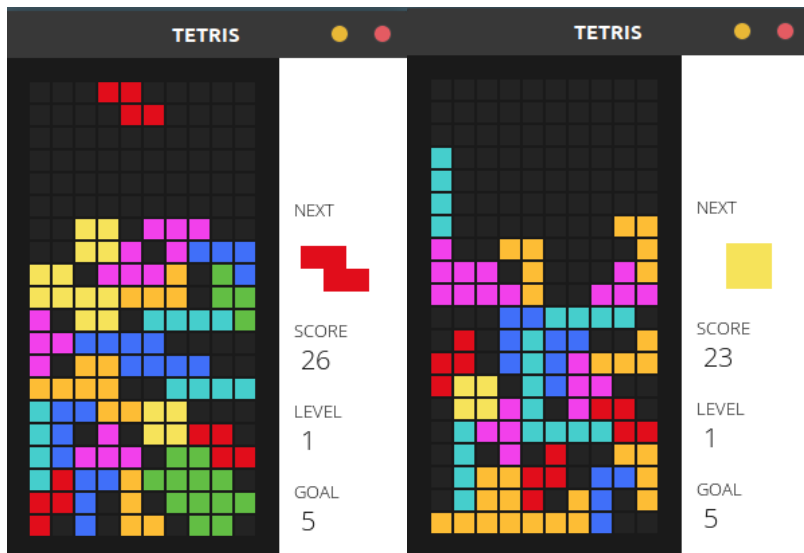 TETRIS
NEXT
SCORE
26
LEVEL
1
GOAL
5
TETRIS
NEXT
SCORE
23
LEVEL
1
GOAL
5